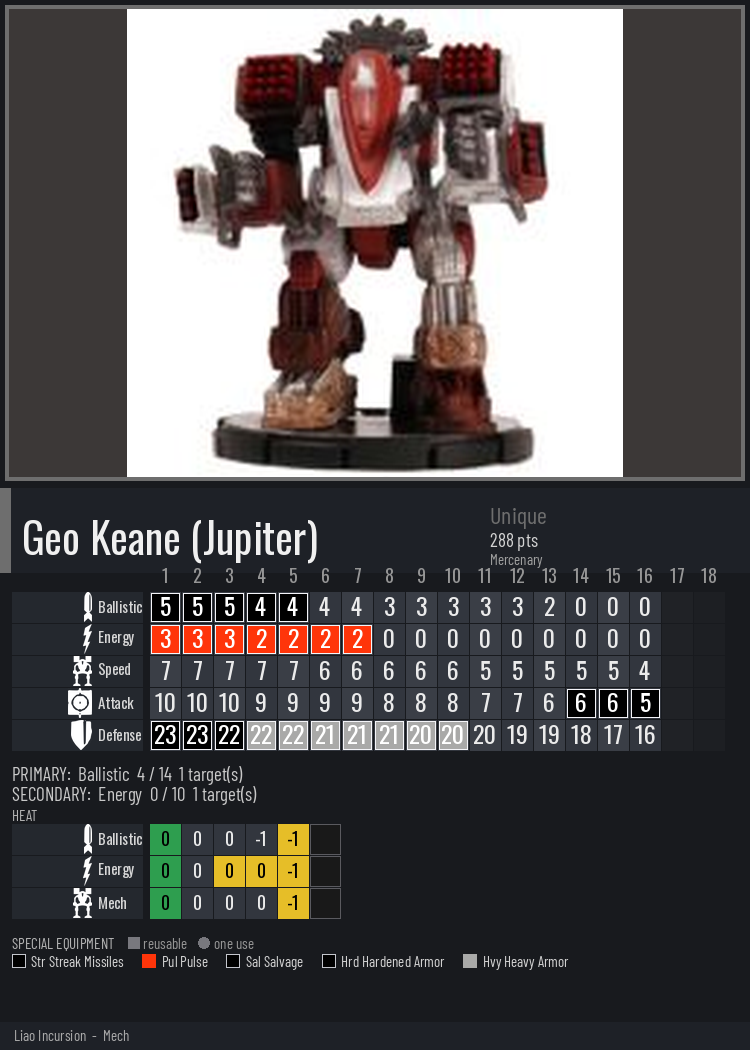 Geo Keane (Jupiter)
Unique
288 pts
Mercenary
1 2 3 4 5 6 7 8 9 10 11 12 13 14 15 16 17 18
Ballistic 5 5 5 4 4 4 4 3 3 3 3 3 2 0 0 0
Energy 3 3 3 2 2 2 2 0 0 0 0 0 0 0 0 0
Speed 7 7 7 7 7 6 6 6 6 6 5 5 5 5 5 4
Attack 10 10 10 9 9 9 9 8 8 8 7 7 6 6 6 5
Defense 23 23 22 22 22 21 21 21 20 20 20 19 19 18 17 16
PRIMARY: Ballistic 4 / 14 1 target(s)
SECONDARY: Energy 0 / 10 1 target(s)
HEAT
Ballistic 0 0 0 -1 -1
Energy 0 0 0 0 -1
Mech 0 0 0 0 -1
SPECIAL EQUIPMENT reusable one use
Str Streak Missiles Pul Pulse Sal Salvage Hrd Hardened Armor Hvy Heavy Armor
Liao Incursion - Mech